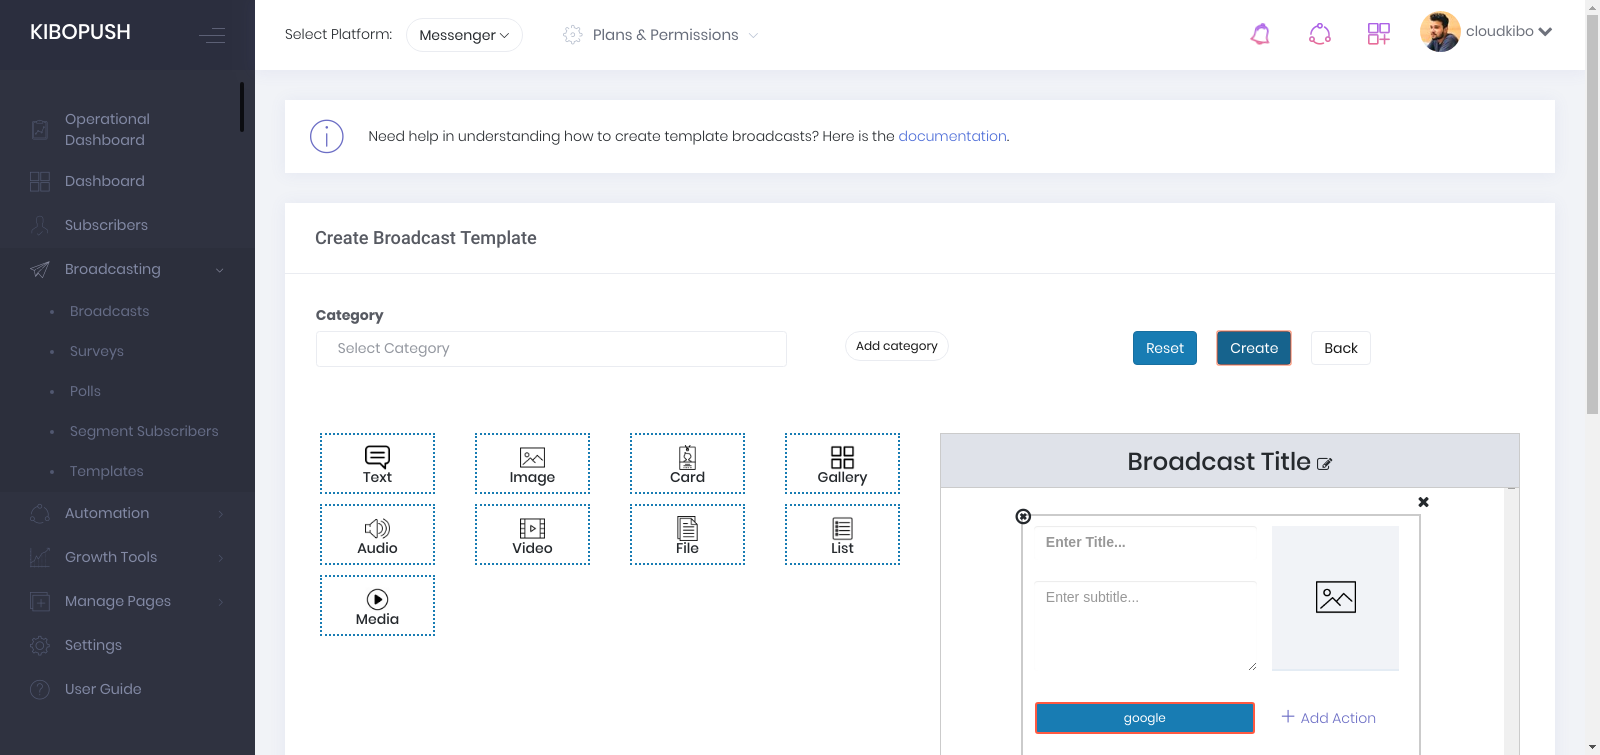 KIBOPUSH
Select Platform:
Messenger
Plans & Permissions
cloudkibo
Operational
Dashboard
Dashboard
Subscribers
Broadcasting
Broadcasts
Surveys
Polls
Segment Subscribers
Templates
Automation
Growth Tools
Manage Pages
Settings
User Guide
Need help in understanding how to create template broadcasts? Here is the documentation.
Create Broadcast Template
Category
Select Category
Add category
Reset
Create
Back
Text
Image
Card
Gallery
Audio
Video
File
List
Media
Broadcast Title
Enter Title...
Enter subtitle...
google
+ Add Action